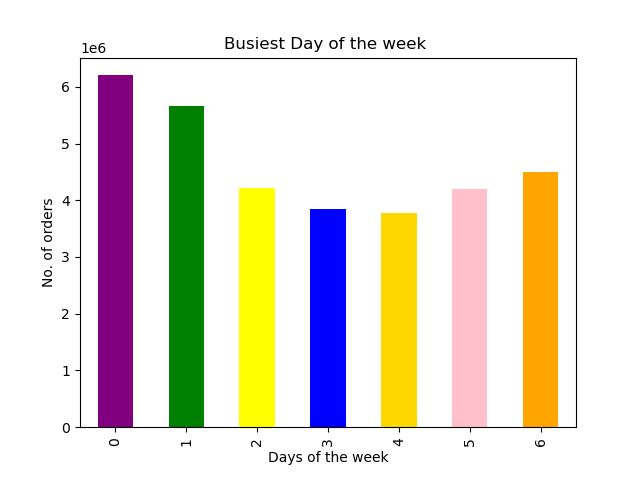 Busiest Day of the week
1e6
6
5
4
3
2
1
0
No. of orders
0 1 2 3 4 5 6
Days of the week